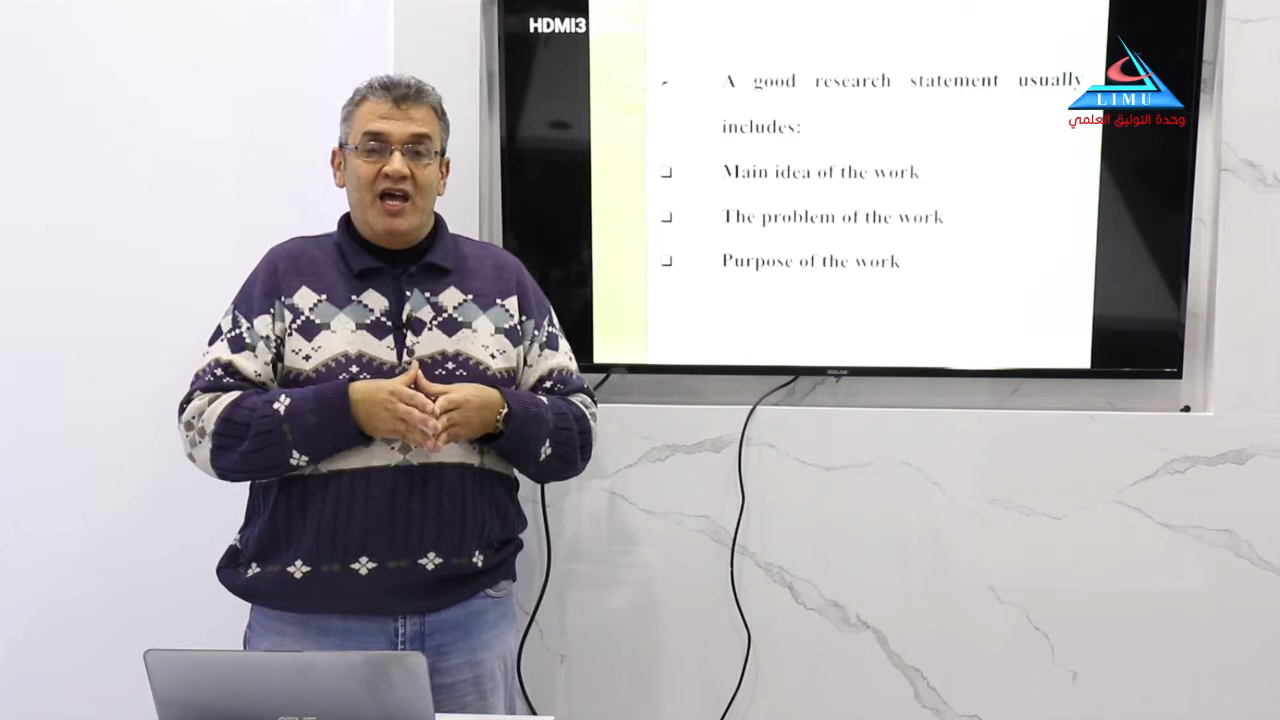 HDMI3
A good research statement usually
includes:
Main idea of the work
The problem of the work
Purpose of the work
LIMU
وحدة التوثيق العلمي